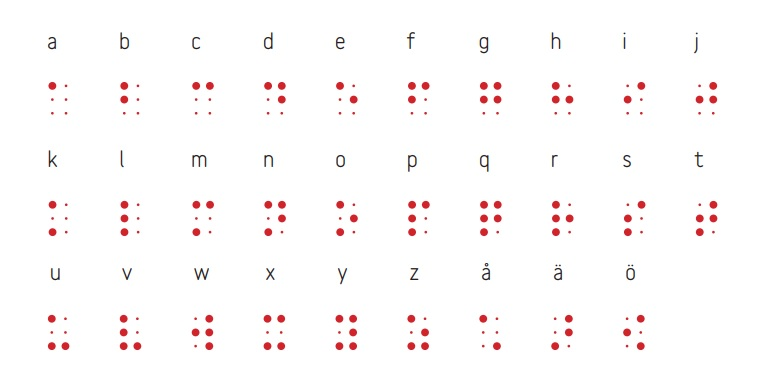 a b c d e f g h i j
⠁ ⠃ ⠉ ⠙ ⠑ ⠋ ⠛ ⠓ ⠊ ⠚
k l m n o p q r s t
⠅ ⠇ ⠍ ⠝ ⠕ ⠏ ⠟ ⠗ ⠎ ⠞
u v w x y z å ä ö
⠥ ⠧ ⠺ ⠭ ⠽ ⠵ ⠡ ⠜ ⠪